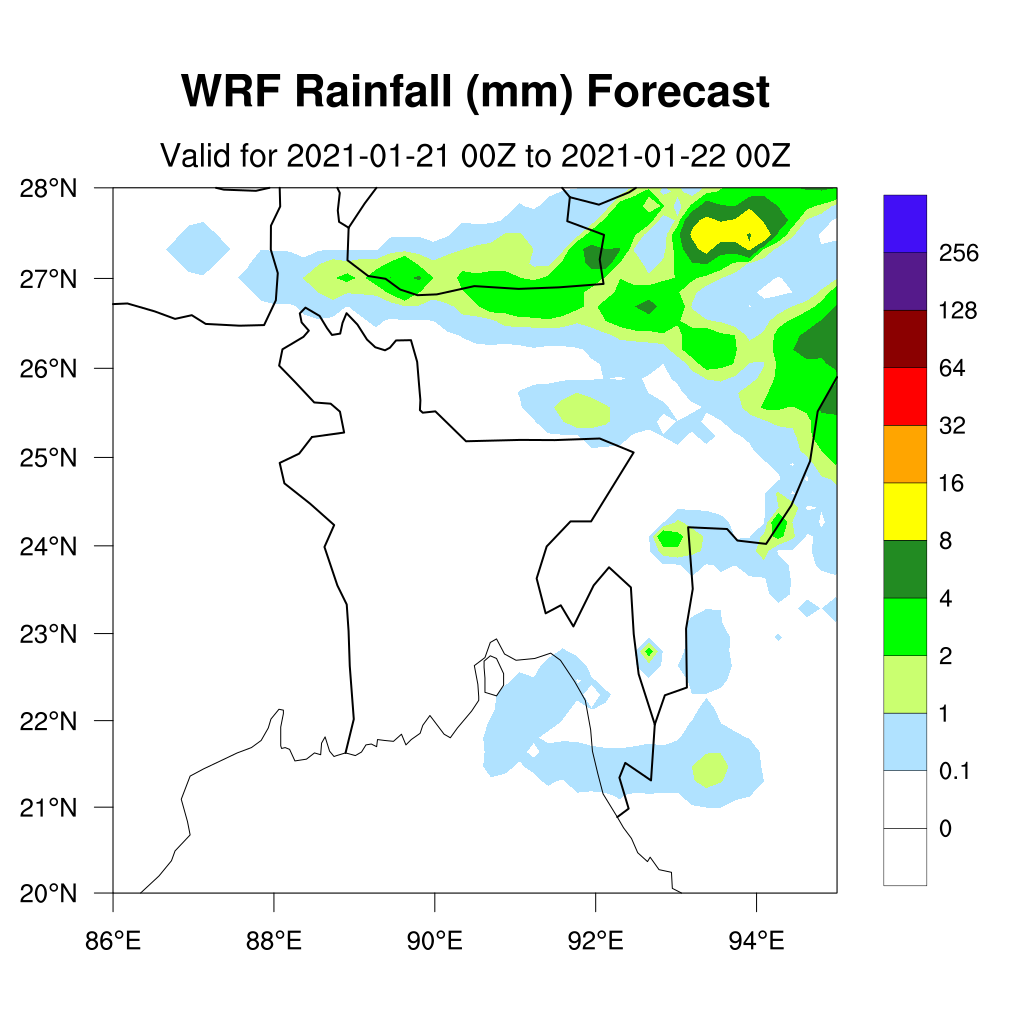 WRF Rainfall (mm) Forecast
Valid for 2021-01-21 00Z to 2021-01-22 00Z
28°N
27°N
26°N
25°N
24°N
23°N
22°N
21°N
20°N
86°E
88°E
90°E
92°E
94°E
256
128
64
32
16
8
4
2
1
0.1
0